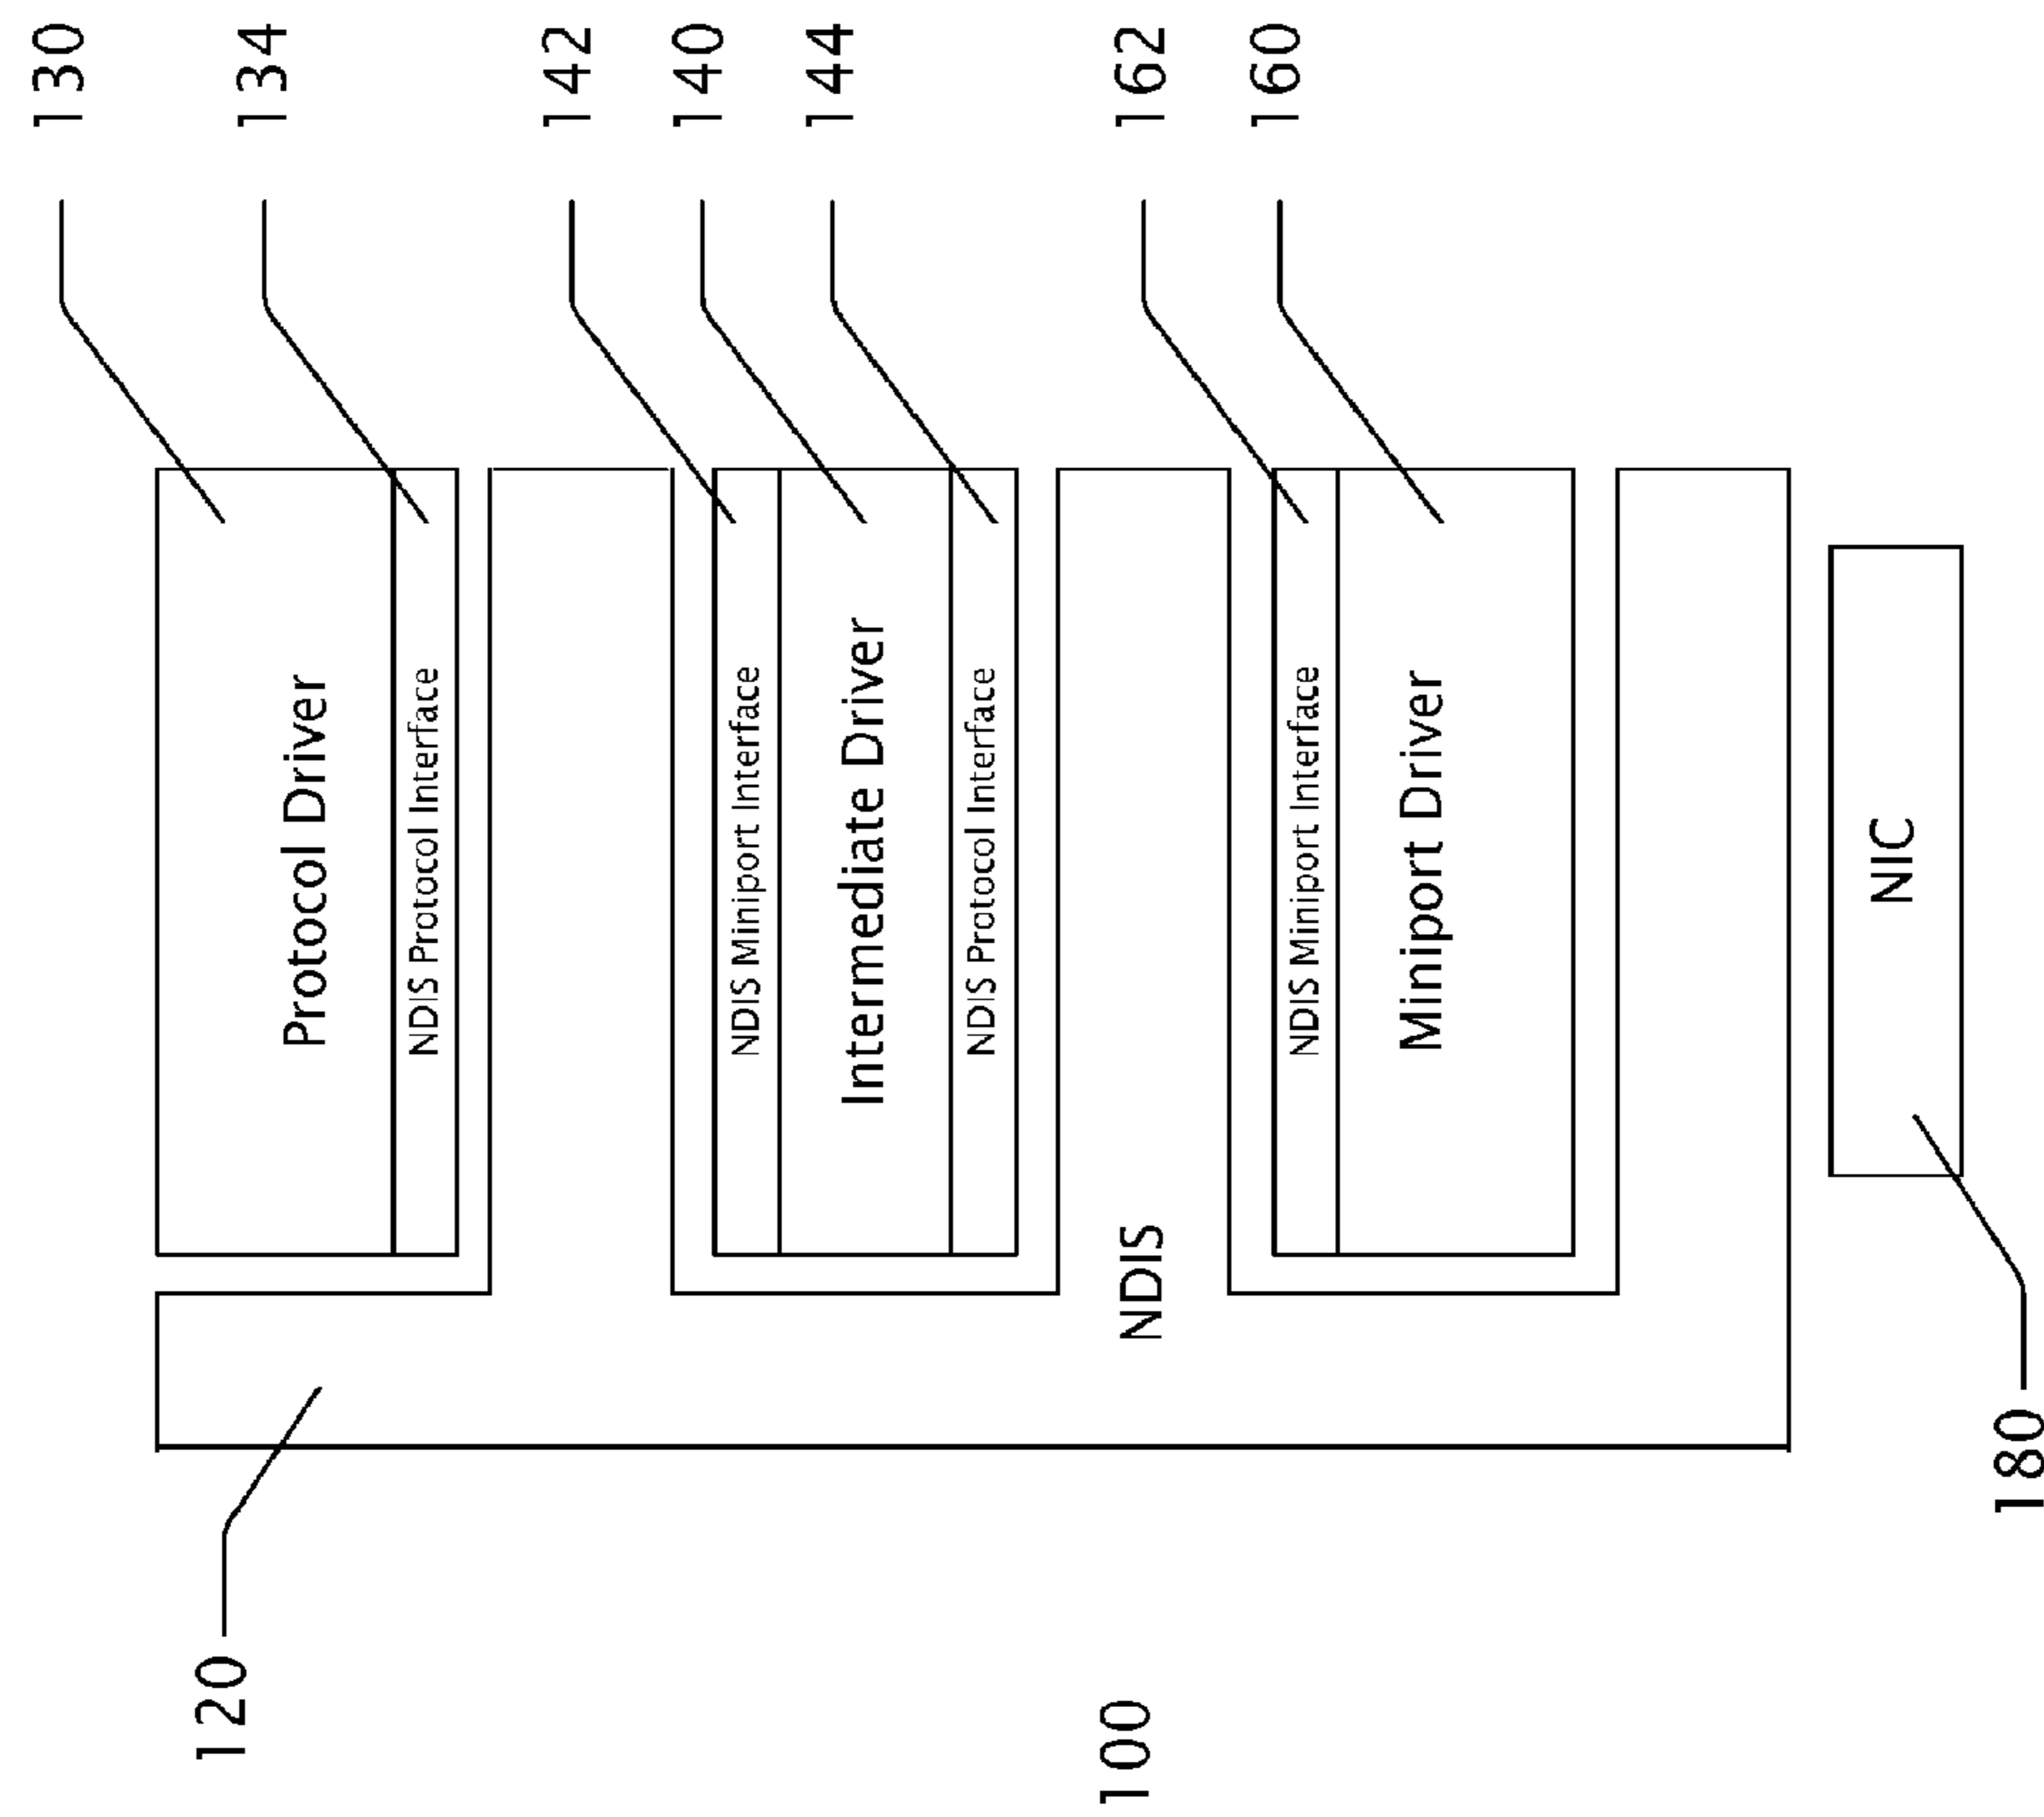 130
Protocol Driver
134
NDIS Protocol Interface
120
142
NDIS Miniport Interface
140
Intermediate Driver
144
NDIS Protocol Interface
100
NDIS
162
NDIS Miniport Interface
160
Miniport Driver
NIC
180